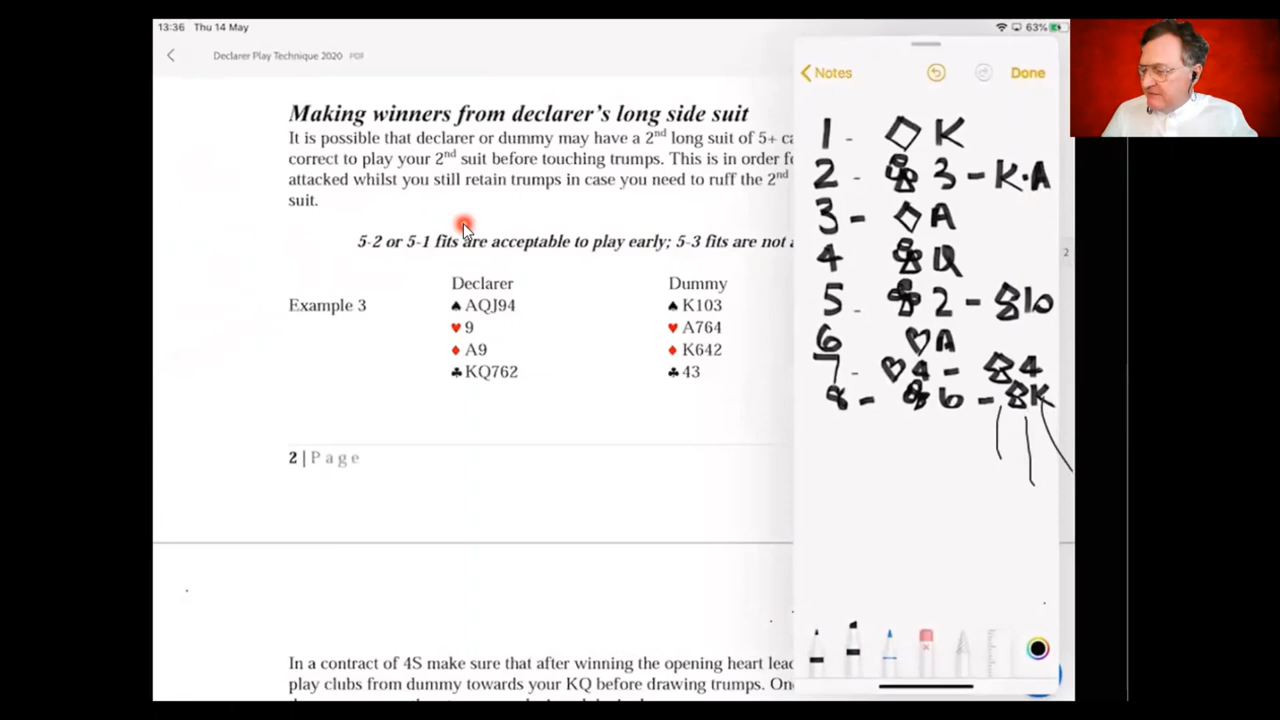 13:36 Thu 14 May
63%
Declarer Play Technique 2020 PDF
Notes
Done
Making winners from declarer's long side suit
It is possible that declarer or dummy may have a 2nd long suit of 5+ ca
correct to play your 2nd suit before touching trumps. This is in order fo
attacked whilst you still retain trumps in case you need to ruff the 2nd
suit.
5-2 or 5-1 fits are acceptable to play early; 5-3 fits are not a
Declarer Dummy
Example 3 ♠ AQJ94 ♠ K103
♥ 9 ♥ A764
♦ A9 ♦ K642
♣ KQ762 ♣ 43
2 | Page
In a contract of 4S make sure that after winning the opening heart lead
play clubs from dummy towards your KQ before drawing trumps. On
1 - ♢ K
2 - ♣ 3 - K·A
3 - ♢ A
4 ♣ Q
5 - ♣ 2 - ♠ 10
6 ♡ A
7 - ♡ 4 - ♠ 4
8 - ♣ 6 - ♠ K
2